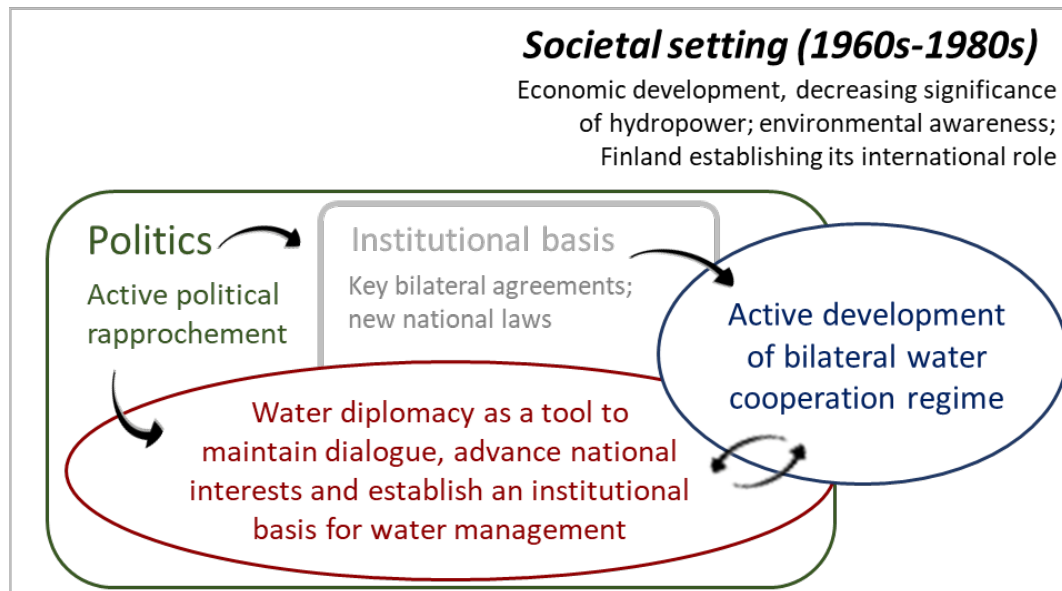 Societal setting (1960s-1980s)
Economic development, decreasing significance
of hydropower; environmental awareness;
Finland establishing its international role
Politics
Active political
rapprochement
Institutional basis
Key bilateral agreements;
new national laws
Active development
of bilateral water
cooperation regime
Water diplomacy as a tool to
maintain dialogue, advance national
interests and establish an institutional
basis for water management